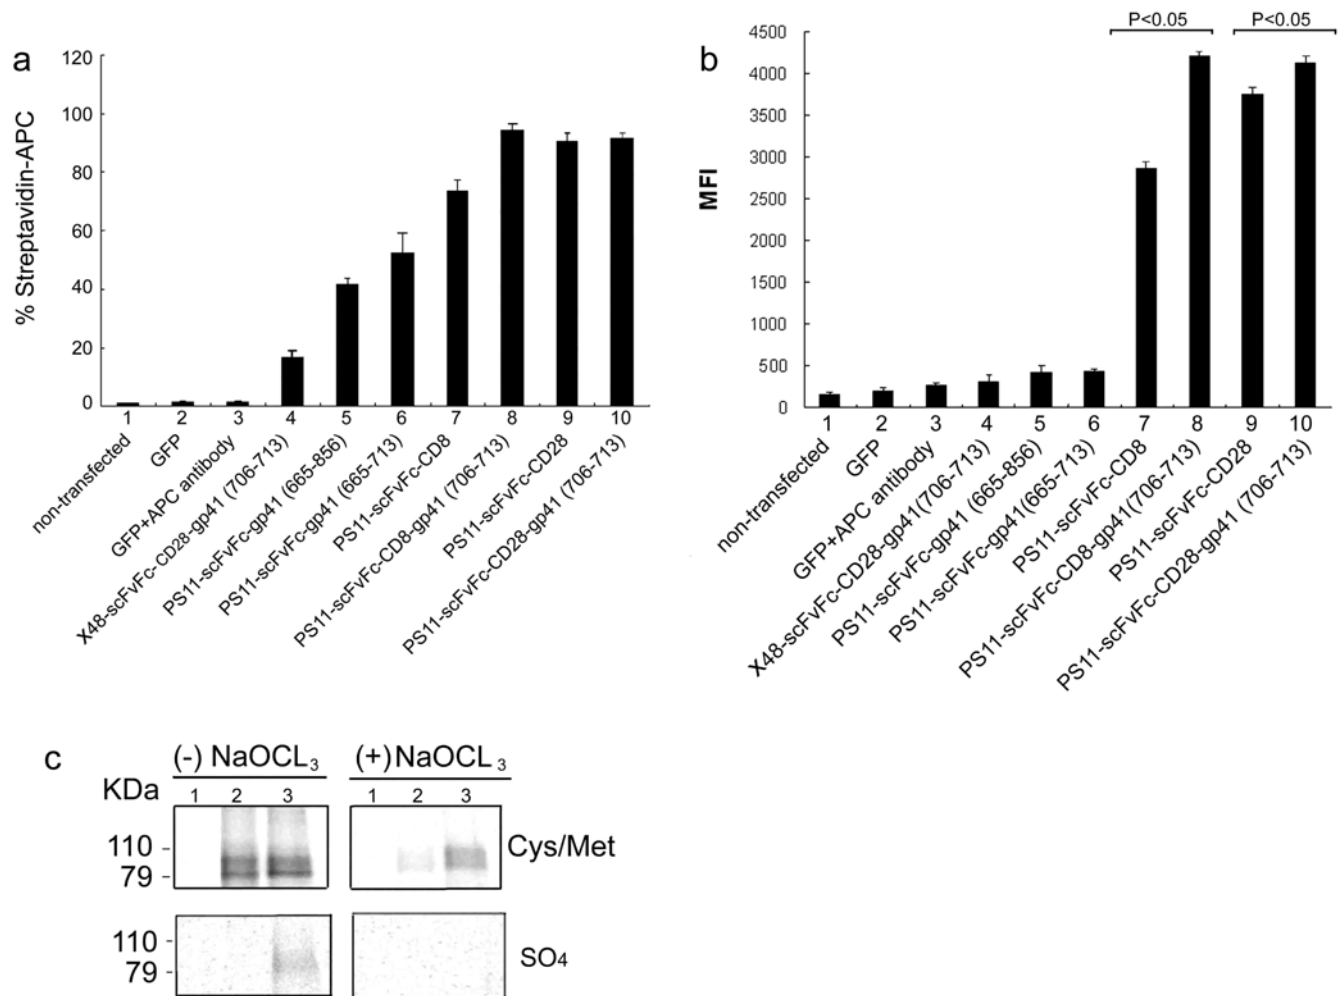 a
% Streptavidin-APC
120
100
80
60
40
20
0
1 2 3 4 5 6 7 8 9 10
non-transfected
GFP
GFP+APC antibody
X48-scFvFc-CD28-gp41 (706-713)
PS11-scFvFc-gp41 (665-856)
PS11-scFvFc-gp41 (665-713)
PS11-scFvFc-CD8
PS11-scFvFc-CD8-gp41 (706-713)
PS11-scFvFc-CD28
PS11-scFvFc-CD28-gp41 (706-713)
b
P<0.05 P<0.05
MFI
4500
4000
3500
3000
2500
2000
1500
1000
500
0
1 2 3 4 5 6 7 8 9 10
non-transfected
GFP
GFP+APC antibody
X48-scFvFc-CD28-gp41(706-713)
PS11-scFvFc-gp41 (665-856)
PS11-scFvFc-gp41(665-713)
PS11-scFvFc-CD8
PS11-scFvFc-CD8-gp41(706-713)
PS11-scFvFc-CD28
PS11-scFvFc-CD28-gp41 (706-713)
c
(-) NaOCL3 (+)NaOCL3
KDa 1 2 3 1 2 3
110 -
79 -
Cys/Met
110 -
79 -
SO4